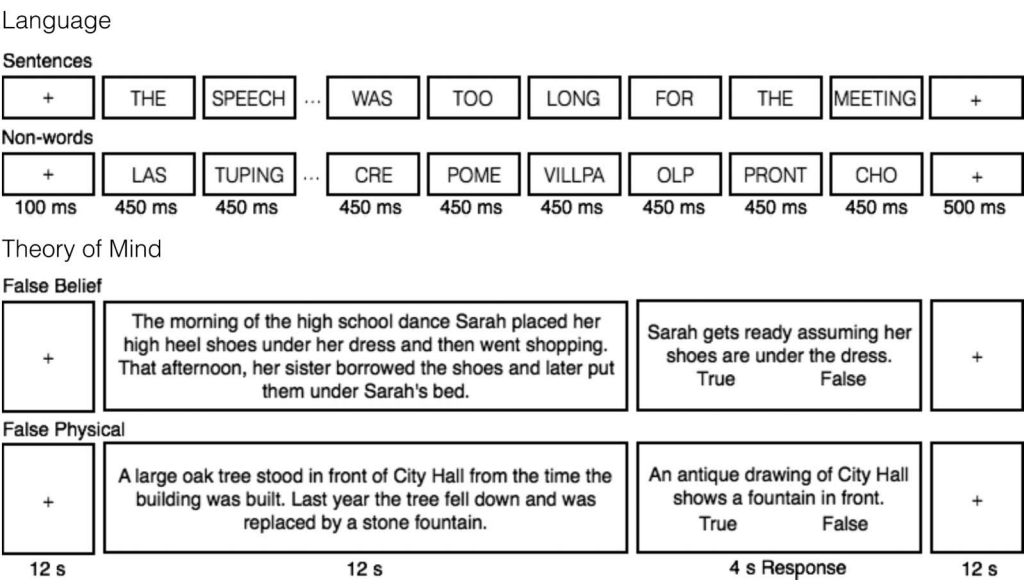 Language
Sentences
+ THE SPEECH ... WAS TOO LONG FOR THE MEETING +
Non-words
+ LAS TUPING ... CRE POME VILLPA OLP PRONT CHO +
100 ms 450 ms 450 ms 450 ms 450 ms 450 ms 450 ms 450 ms 450 ms 500 ms
Theory of Mind
False Belief
+
The morning of the high school dance Sarah placed her
high heel shoes under her dress and then went shopping.
That afternoon, her sister borrowed the shoes and later put
them under Sarah's bed.
Sarah gets ready assuming her
shoes are under the dress.
True False
+
False Physical
+
A large oak tree stood in front of City Hall from the time the
building was built. Last year the tree fell down and was
replaced by a stone fountain.
An antique drawing of City Hall
shows a fountain in front.
True False
+
12 s 12 s 4 s Response 12 s